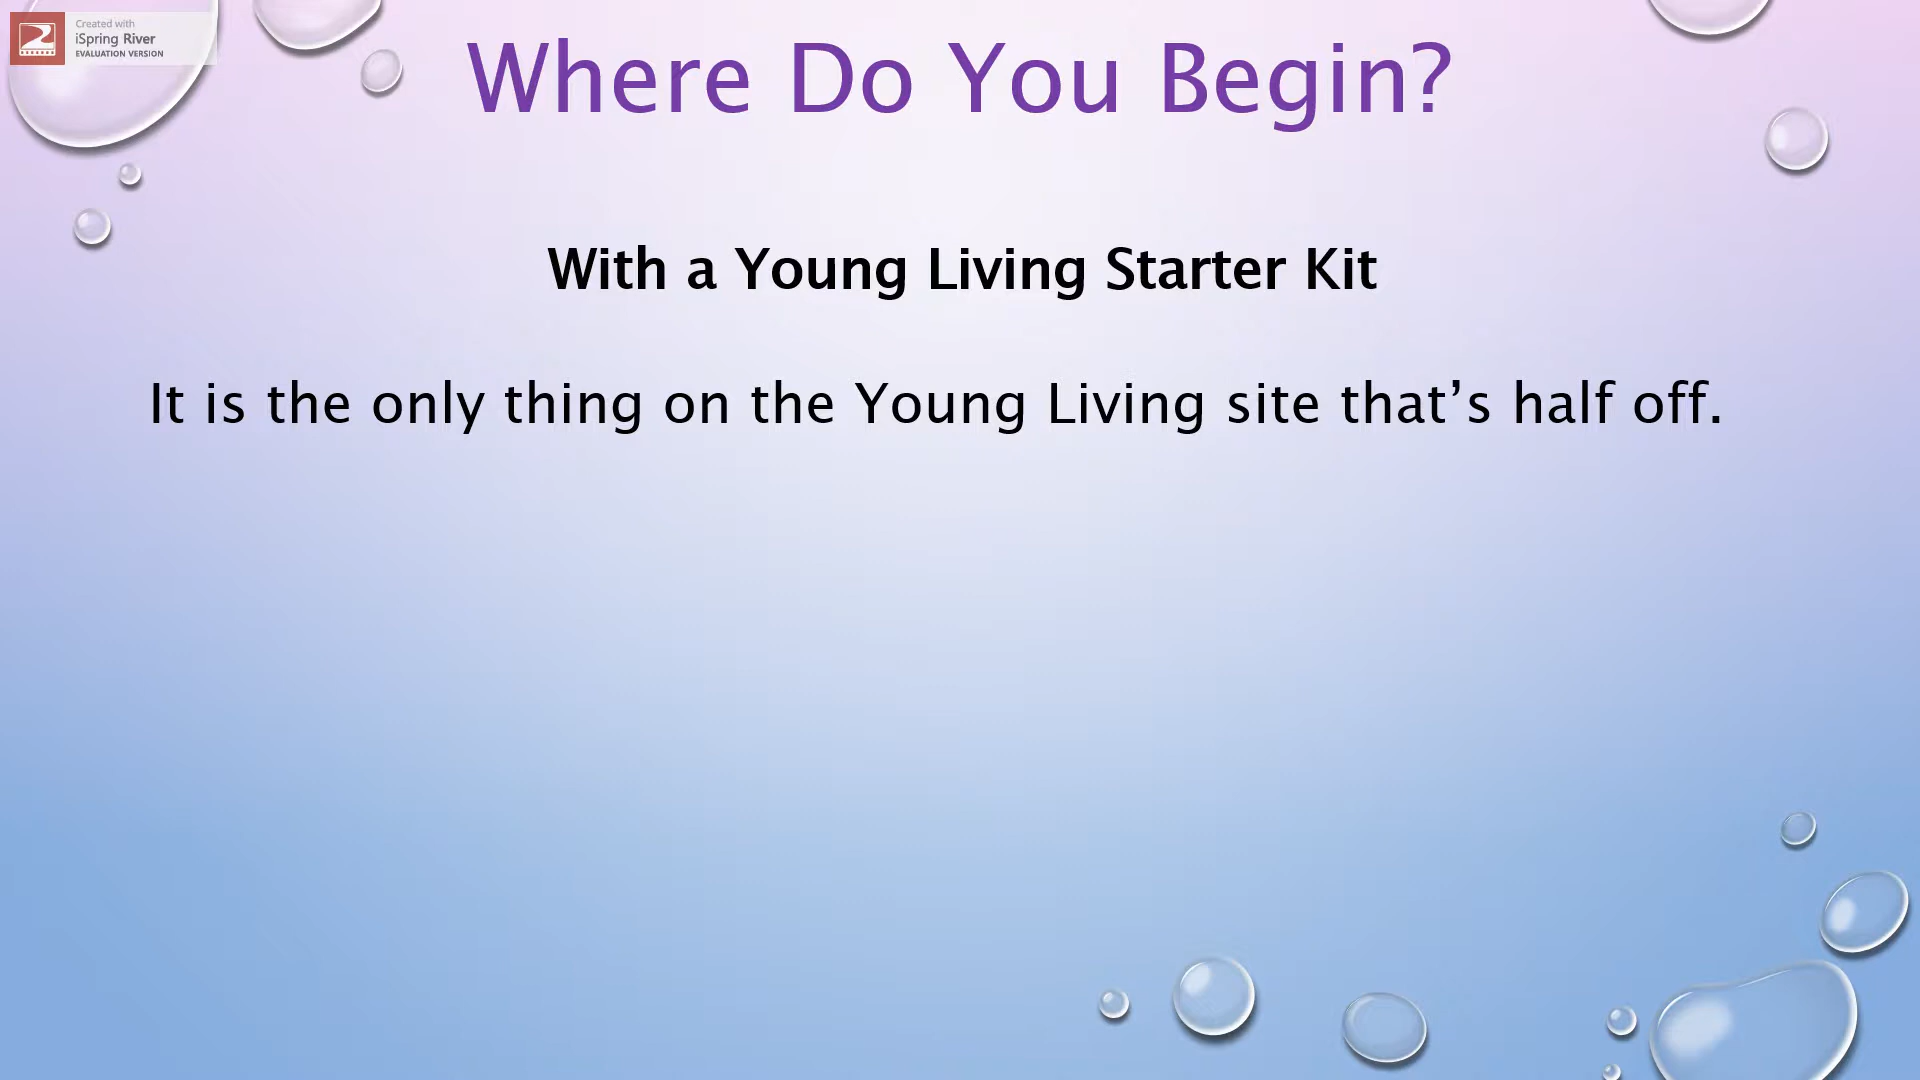 Created with
iSpring River
EVALUATION VERSION
Where Do You Begin?
With a Young Living Starter Kit
It is the only thing on the Young Living site that’s half off.